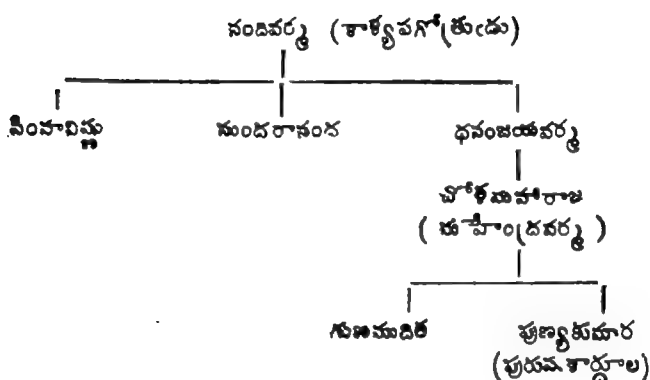 నందివర్మ (కాశ్యపగోత్రుఁడు)
సింహవిష్ణు సుందరానంద ధనంజయవర్మ
చోళమహారాజ
(మహేంద్రవర్మ)
గుణముదిత పుణ్యకుమార
(పురుషశార్దూల)